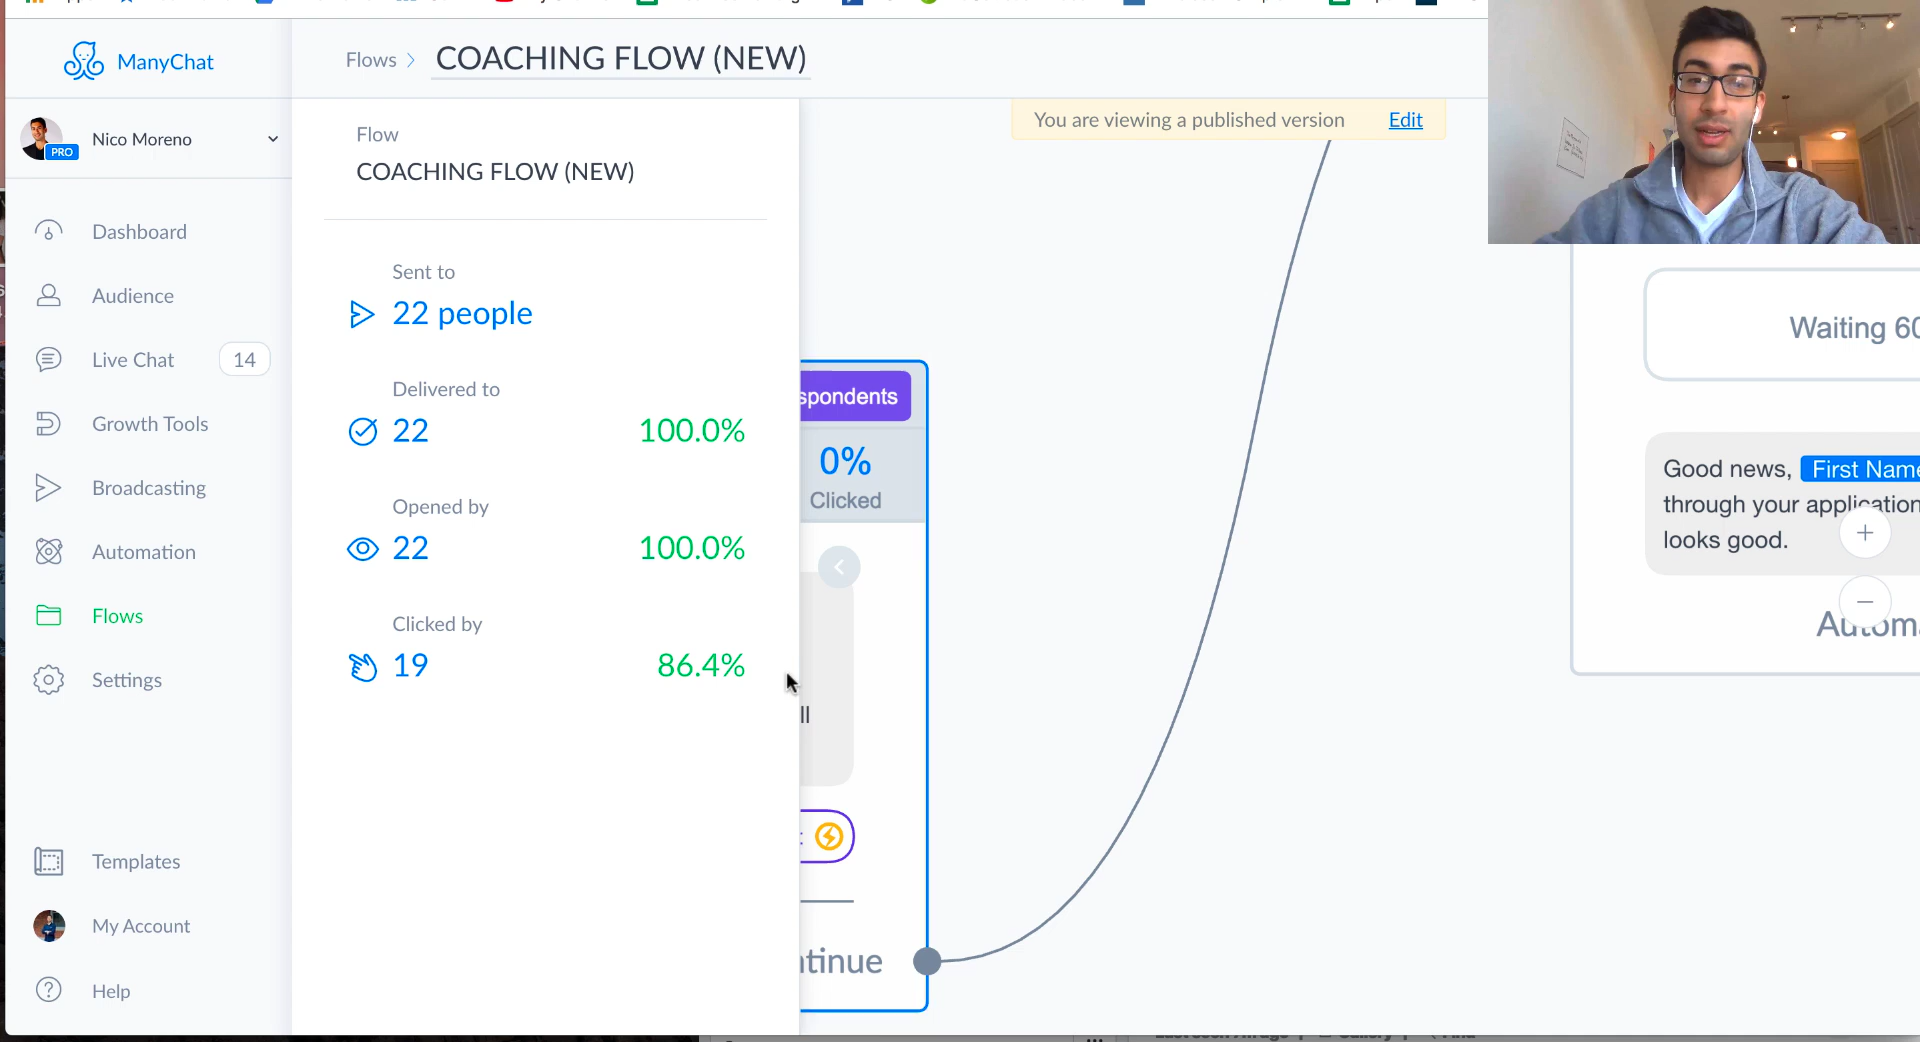 ManyChat
Flows
COACHING FLOW (NEW)
You are viewing a published version Edit
PRO
Nico Moreno
Dashboard
Audience
Live Chat 14
Growth Tools
Broadcasting
Automation
Flows
Settings
Templates
My Account
Help
Flow
COACHING FLOW (NEW)
Sent to
22 people
Delivered to
22 100.0%
Opened by
22 100.0%
Clicked by
19 86.4%
spondents
0%
Clicked
ll
ntinue
Waiting 60
Good news, First Name
through your application
looks good.
+
Automa